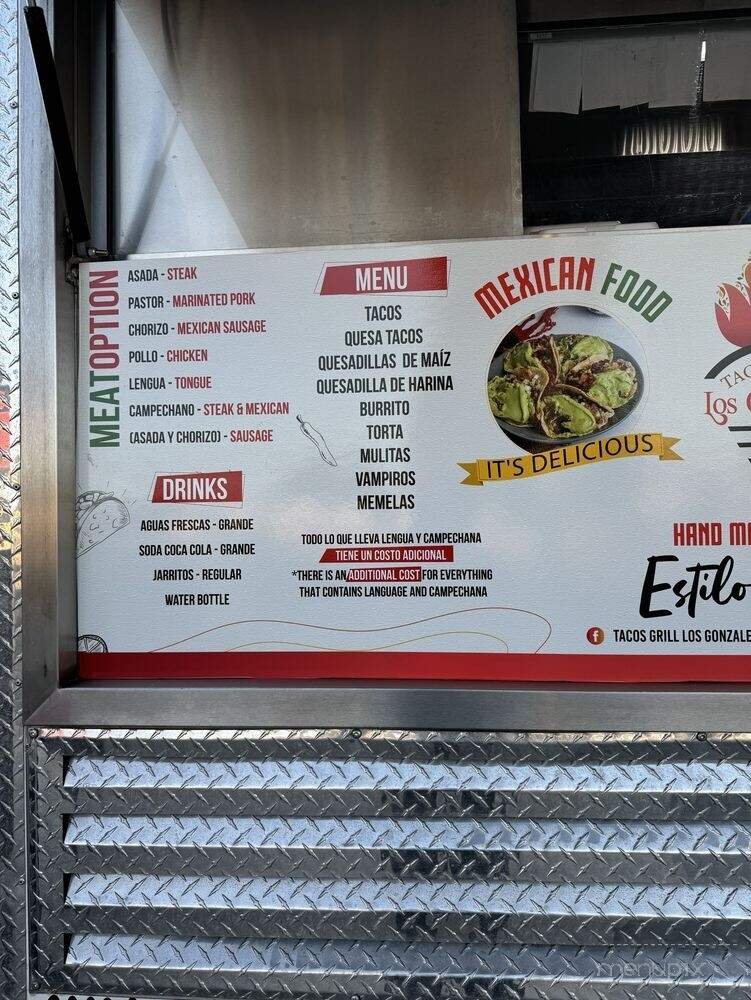 MEAT OPTION
ASADA - STEAK
PASTOR - MARINATED PORK
CHORIZO - MEXICAN SAUSAGE
POLLO - CHICKEN
LENGUA - TONGUE
CAMPECHANO - STEAK & MEXICAN
(ASADA Y CHORIZO) - SAUSAGE
DRINKS
AGUAS FRESCAS - GRANDE
SODA COCA COLA - GRANDE
JARRITOS - REGULAR
WATER BOTTLE
MENU
TACOS
QUESA TACOS
QUESADILLAS DE MAÍZ
QUESADILLA DE HARINA
BURRITO
TORTA
MULITAS
VAMPIROS
MEMELAS
TODO LO QUE LLEVA LENGUA Y CAMPECHANA
TIENE UN COSTO ADICIONAL
*THERE IS AN ADDITIONAL COST FOR EVERYTHING
THAT CONTAINS LANGUAGE AND CAMPECHANA
MEXICAN FOOD
IT'S DELICIOUS
LOS
HAND
Estilo
TACOS GRILL LOS GONZALE
menupix